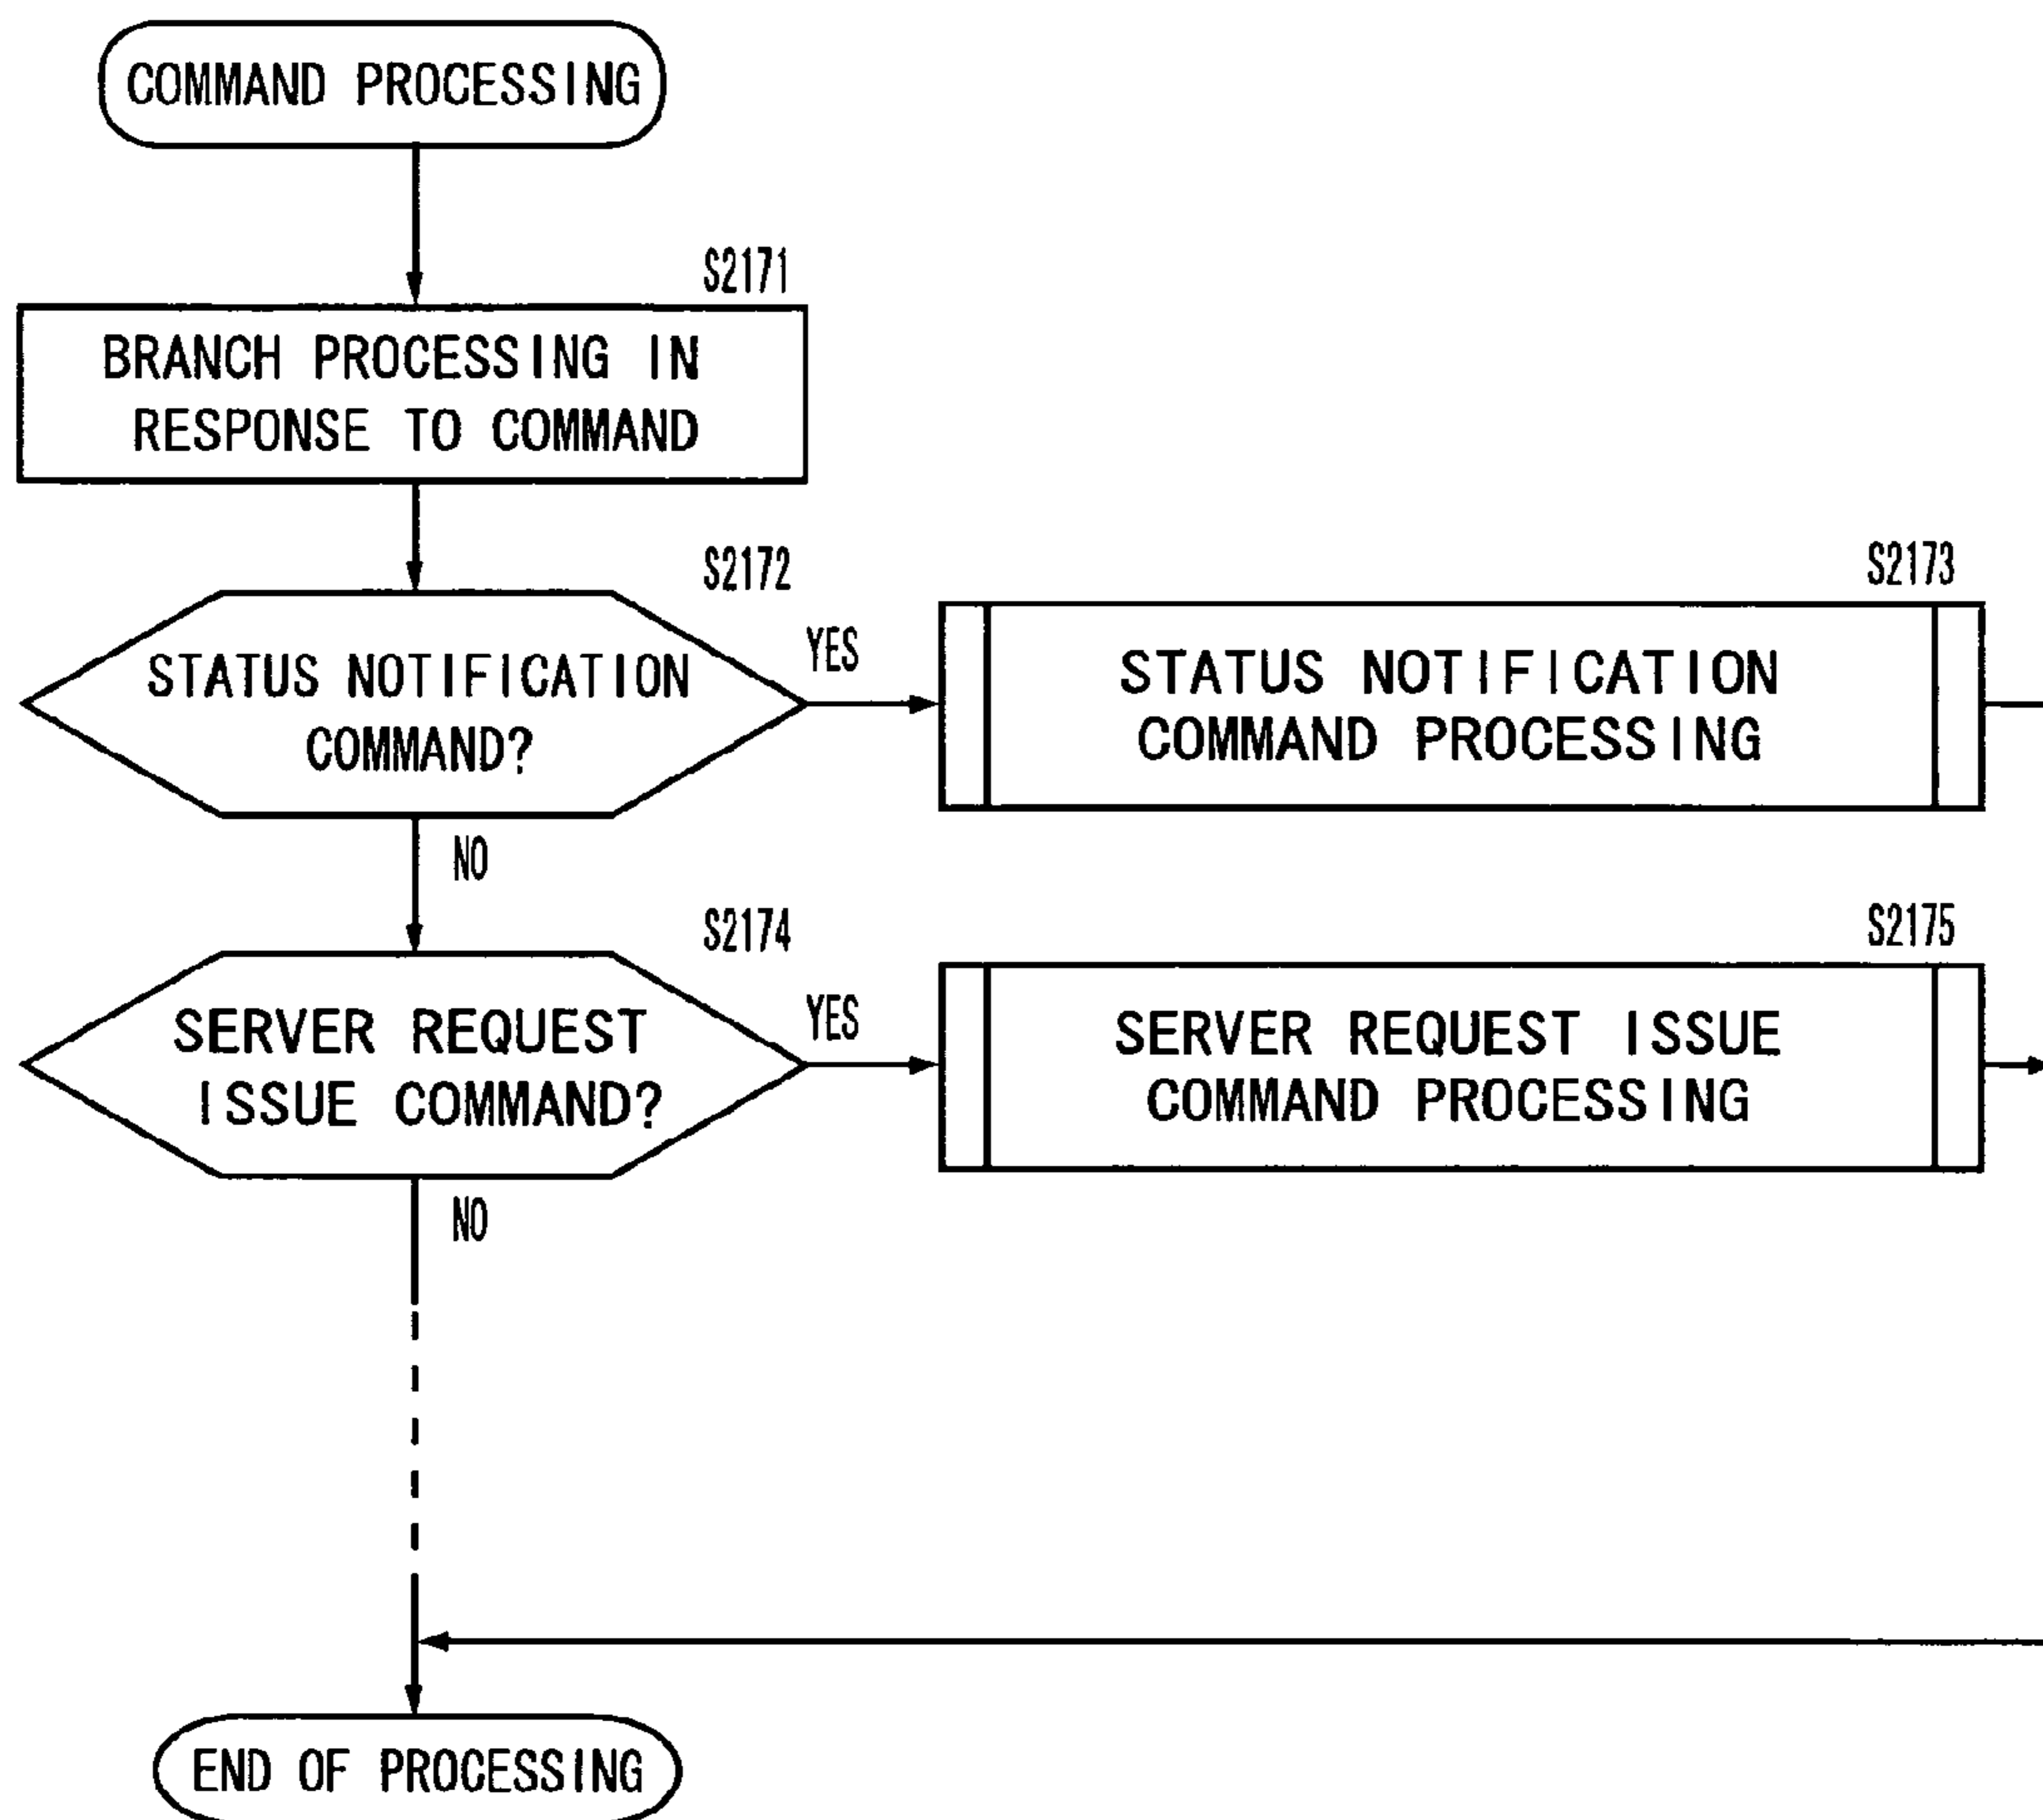 COMMAND PROCESSING
S2171
BRANCH PROCESSING IN
RESPONSE TO COMMAND
S2172
STATUS NOTIFICATION
COMMAND?
YES
S2173
STATUS NOTIFICATION
COMMAND PROCESSING
NO
S2174
SERVER REQUEST
ISSUE COMMAND?
YES
S2175
SERVER REQUEST ISSUE
COMMAND PROCESSING
NO
END OF PROCESSING